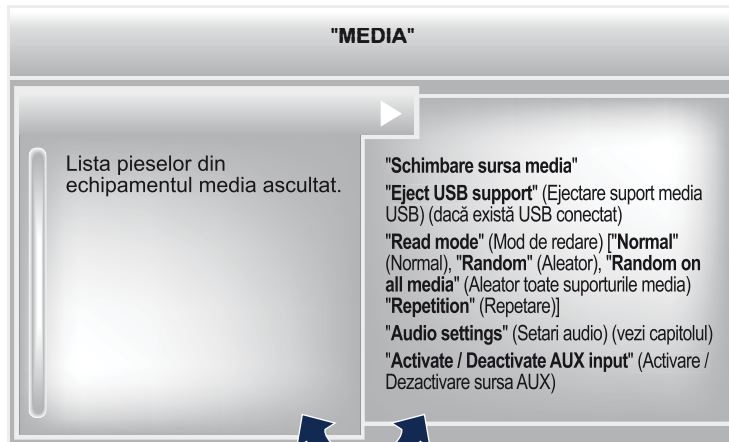 "MEDIA"
Lista pieselor din
echipamentul media ascultat.
"Schimbare sursa media"
"Eject USB support" (Ejectare suport media
USB) (dacă există USB conectat)
"Read mode" (Mod de redare) ["Normal"
(Normal), "Random" (Aleator), "Random on
all media" (Aleator toate suporturile media)
"Repetition" (Repetare)]
"Audio settings" (Setari audio) (vezi capitolul)
"Activate / Deactivate AUX input" (Activare /
Dezactivare sursa AUX)